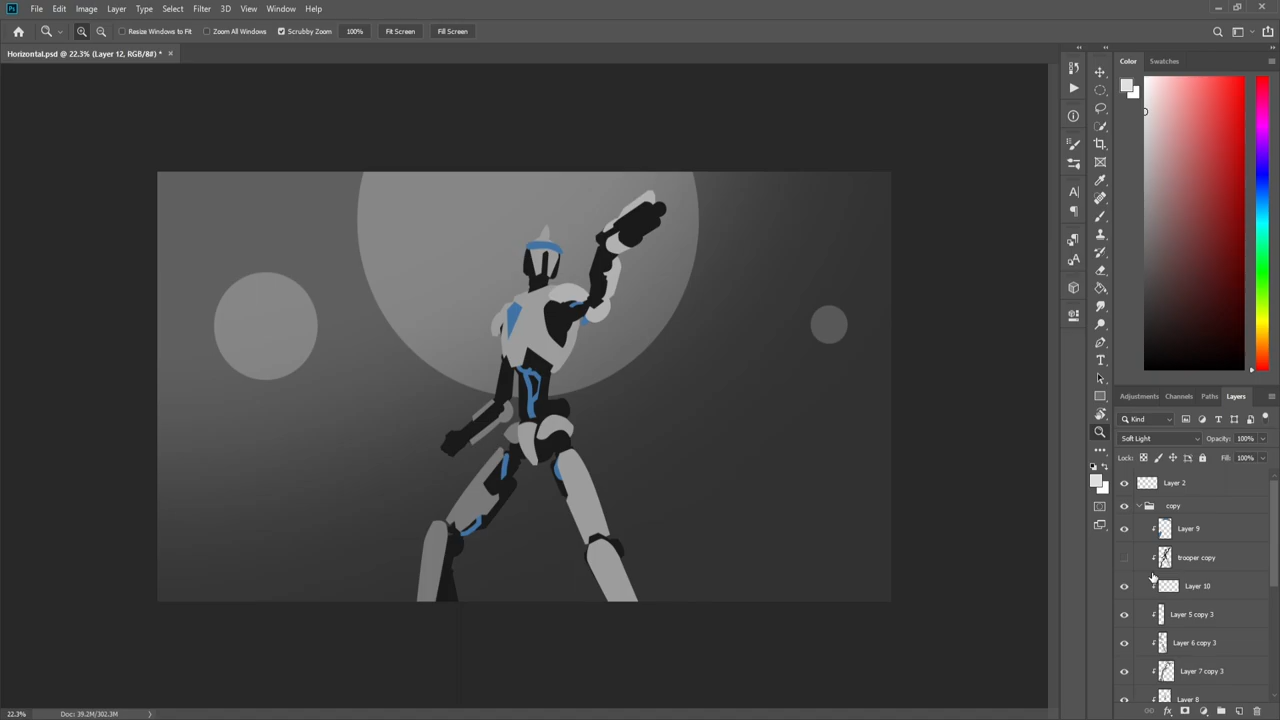 Ps File Edit Image Layer Type Select Filter 3D View Window Help
Resize Windows to Fit Zoom All Windows Scrubby Zoom 100% Fit Screen Fill Screen
Horizontal.psd @ 22.3% (Layer 12, RGB/8#) * ×
Color Swatches
Adjustments Channels Paths Layers
Kind
Soft Light Opacity: 100%
Lock: Fill: 100%
Layer 2
copy
Layer 9
trooper copy
Layer 10
Layer 5 copy 3
Layer 6 copy 3
Layer 7 copy 3
Layer 8
22.3% Doc: 39.2M/302.3M